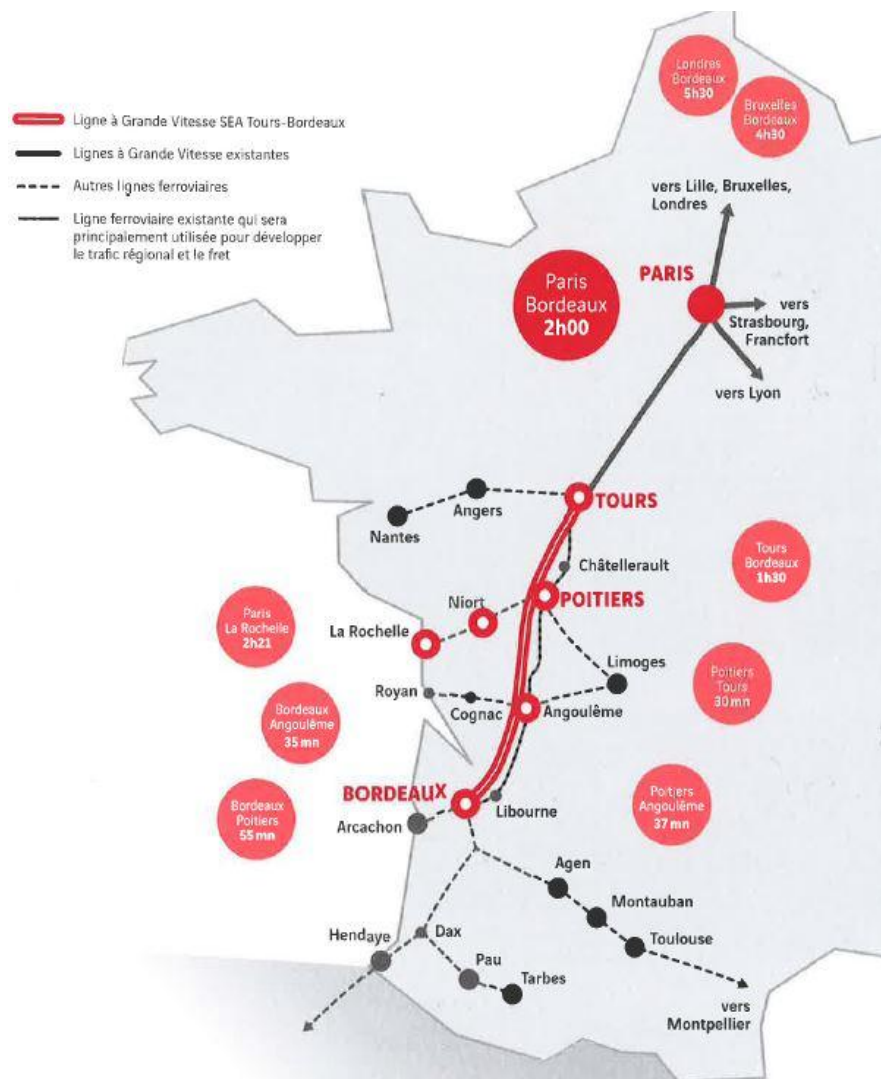 Londres
Bordeaux
5h30
Bruxelles
Bordeaux
4h30
Ligne à Grande Vitesse SEA Tours-Bordeaux
Lignes à Grande Vitesse existantes
Autres lignes ferroviaires
Ligne ferroviaire existante qui sera
principalement utilisée pour développer
le trafic régional et le fret
vers Lille, Bruxelles,
Londres
PARIS
Paris
Bordeaux
2h00
vers
Strasbourg,
Francfort
vers Lyon
TOURS
Angers
Nantes
Châtellerault
Tours
Bordeaux
1h30
POITIERS
Niort
La Rochelle
Paris
La Rochelle
2h21
Limoges
Poitiers
Tours
30 mn
Royan
Cognac
Angoulême
Bordeaux
Angoulême
35 mn
BORDEAUX
Libourne
Arcachon
Bordeaux
Poitiers
55 mn
Poitiers
Angoulême
37 mn
Agen
Montauban
Toulouse
Hendaye
Dax
Pau
Tarbes
vers
Montpellier